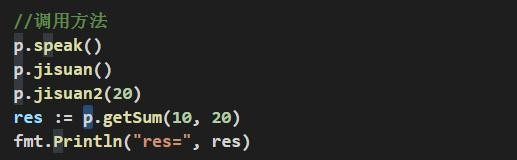 //调用方法
p.speak()
p.jisuan()
p.jisuan2(20)
res := p.getSum(10, 20)
fmt.Println("res=", res)